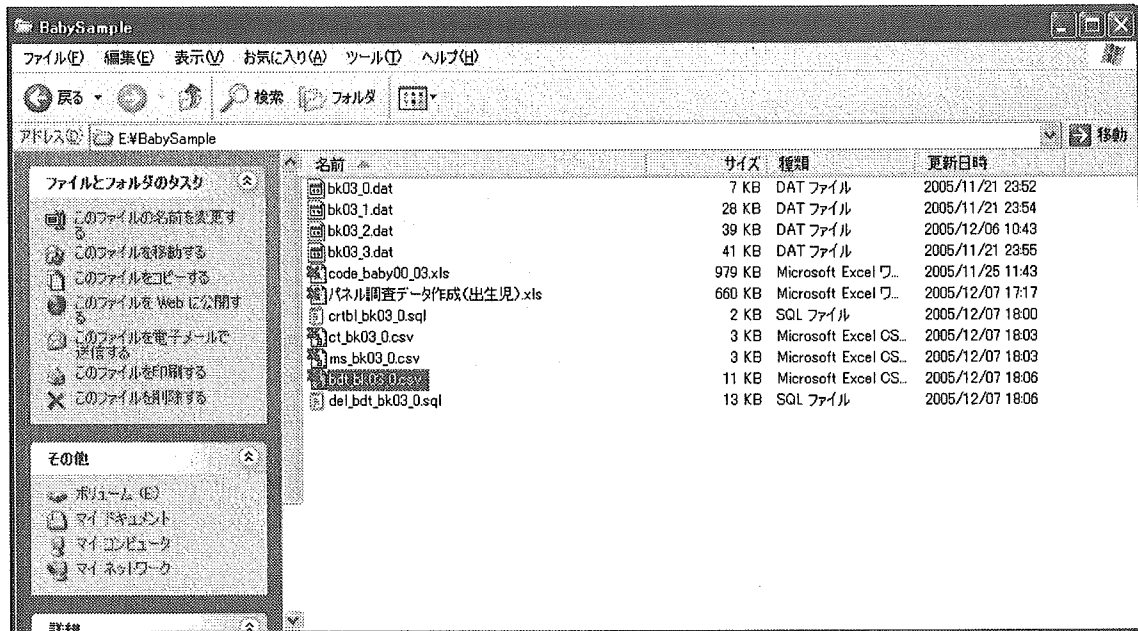 BabySample
ファイル(F) 編集(E) 表示(V) お気に入り(A) ツール(T) ヘルプ(H)
戻る 検索 フォルダ
アドレス(D) E:¥BabySample 移動
ファイルとフォルダのタスク
このファイルの名前を変更する
このファイルを移動する
このファイルをコピーする
このファイルを Web に公開する
このファイルを電子メールで送信する
このファイルを印刷する
このファイルを削除する
その他
ボリューム (E)
マイ ドキュメント
マイ コンピュータ
マイ ネットワーク
詳細
名前 サイズ 種類 更新日時
bk03_0.dat 7 KB DAT ファイル 2005/11/21 23:52
bk03_1.dat 28 KB DAT ファイル 2005/11/21 23:54
bk03_2.dat 39 KB DAT ファイル 2005/12/06 10:43
bk03_3.dat 41 KB DAT ファイル 2005/11/21 23:55
code_baby00_03.xls 979 KB Microsoft Excel ワ... 2005/11/25 11:43
パネル調査データ作成(出生児).xls 660 KB Microsoft Excel ワ... 2005/12/07 17:17
crtbl_bk03_0.sql 2 KB SQL ファイル 2005/12/07 18:00
ct_bk03_0.csv 3 KB Microsoft Excel CS... 2005/12/07 18:03
ms_bk03_0.csv 3 KB Microsoft Excel CS... 2005/12/07 18:03
bdt_bk03_0.csv 11 KB Microsoft Excel CS... 2005/12/07 18:06
del_bdt_bk03_0.sql 13 KB SQL ファイル 2005/12/07 18:06